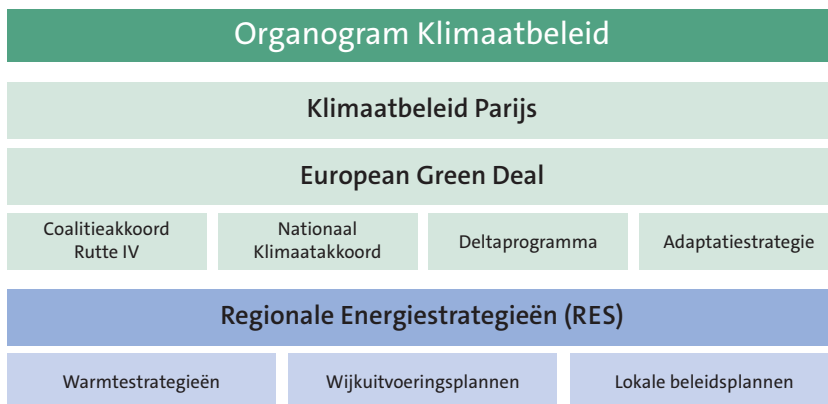 Organogram Klimaatbeleid
Klimaatbeleid Parijs
European Green Deal
Coalitieakkoord
Rutte IV
Nationaal
Klimaatakkoord
Deltaprogramma
Adaptatiestrategie
Regionale Energiestrategieën (RES)
Warmtestrategieën
Wijkuitvoeringsplannen
Lokale beleidsplannen